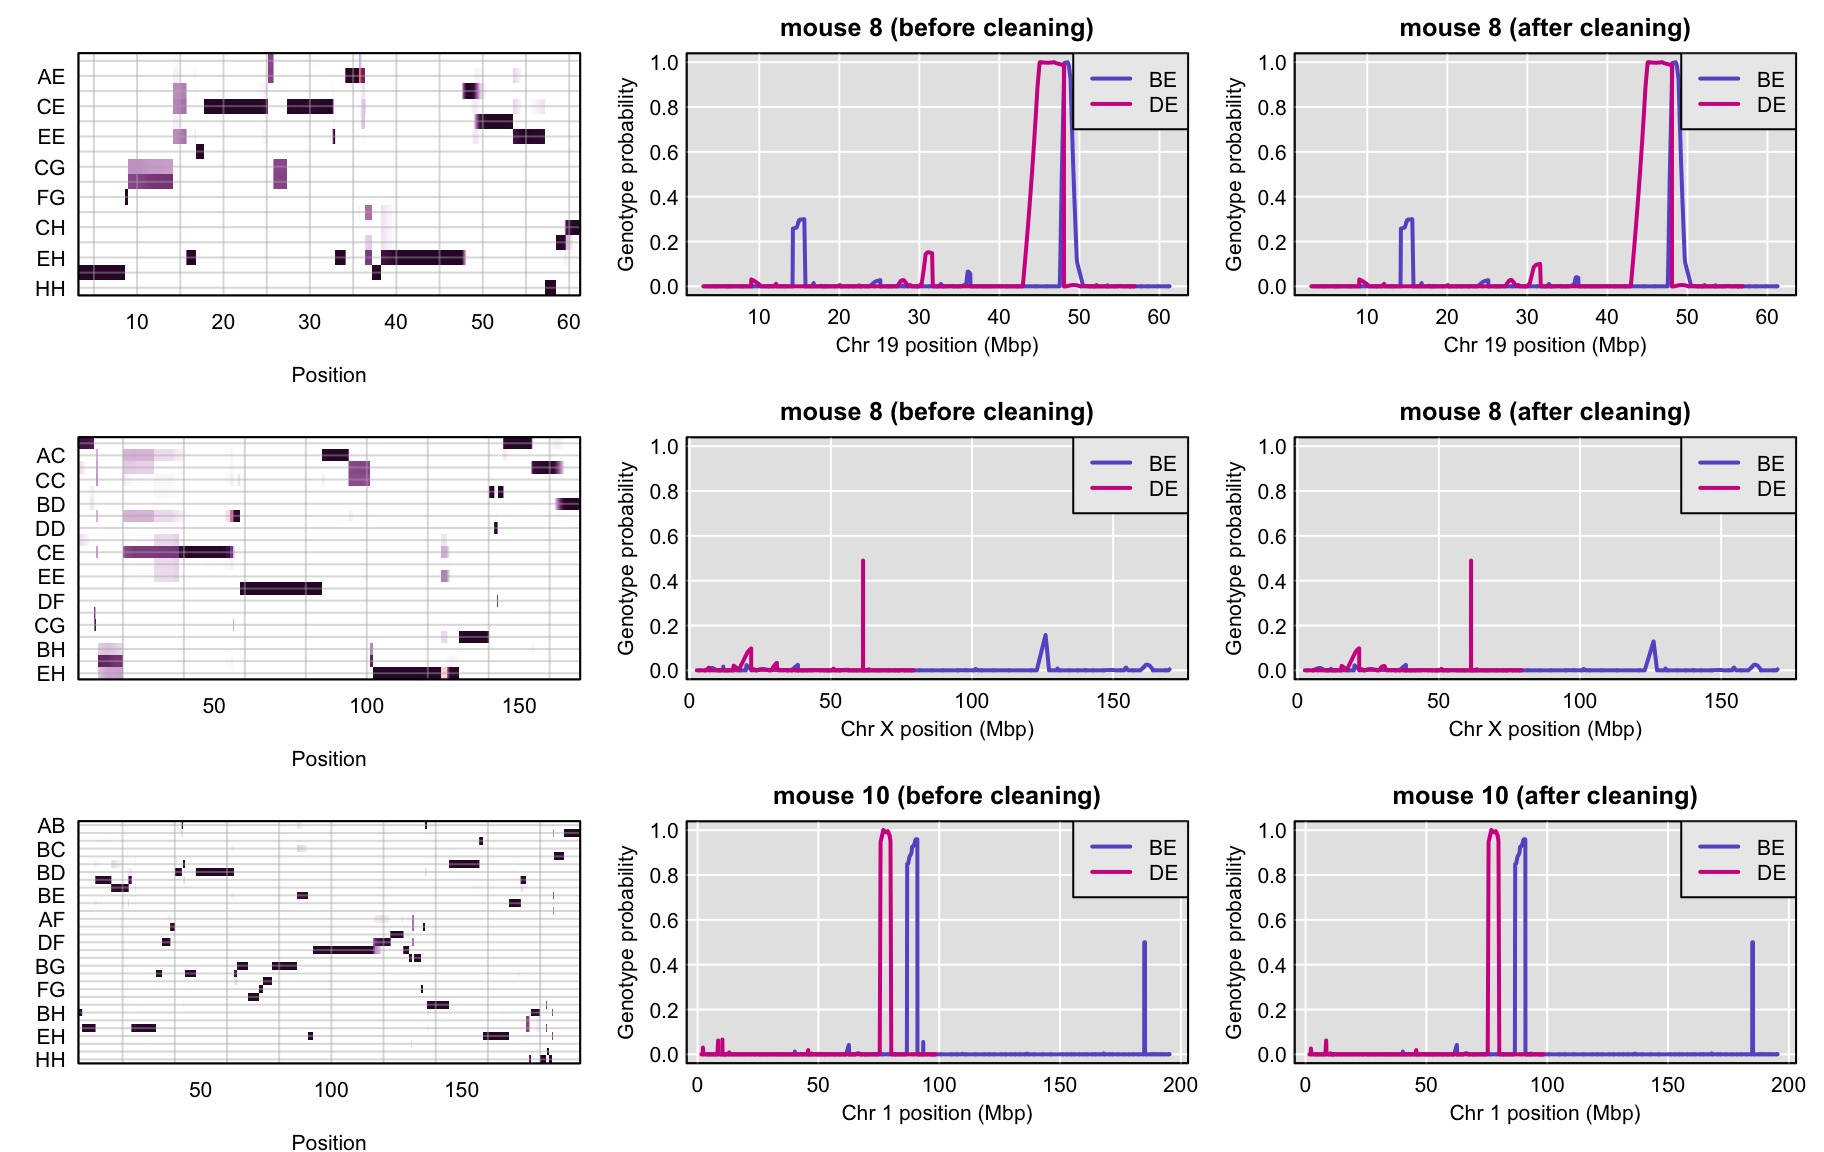 mouse 8 (before cleaning)
mouse 8 (after cleaning)
AE
CE
EE
CG
FG
CH
EH
HH
10 20 30 40 50 60
Position
Genotype probability
1.0
0.8
0.6
0.4
0.2
0.0
BE
DE
10 20 30 40 50 60
Chr 19 position (Mbp)
Genotype probability
1.0
0.8
0.6
0.4
0.2
0.0
BE
DE
10 20 30 40 50 60
Chr 19 position (Mbp)
mouse 8 (before cleaning)
mouse 8 (after cleaning)
AC
CC
BD
DD
CE
EE
DF
CG
BH
EH
50 100 150
Position
Genotype probability
1.0
0.8
0.6
0.4
0.2
0.0
BE
DE
0 50 100 150
Chr X position (Mbp)
Genotype probability
1.0
0.8
0.6
0.4
0.2
0.0
BE
DE
0 50 100 150
Chr X position (Mbp)
mouse 10 (before cleaning)
mouse 10 (after cleaning)
AB
BC
BD
BE
AF
DF
BG
FG
BH
EH
HH
50 100 150
Position
Genotype probability
1.0
0.8
0.6
0.4
0.2
0.0
BE
DE
0 50 100 150 200
Chr 1 position (Mbp)
Genotype probability
1.0
0.8
0.6
0.4
0.2
0.0
BE
DE
0 50 100 150 200
Chr 1 position (Mbp)